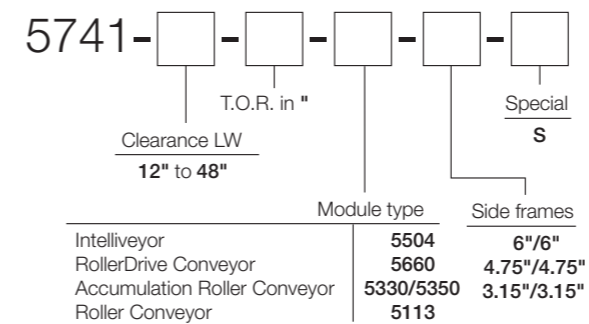 5741- - - - -
T.O.R. in "
Special
S
Clearance LW
12" to 48"
Module type
Side frames
Intelliveyor 5504 6"/6"
RollerDrive Conveyor 5660 4.75"/4.75"
Accumulation Roller Conveyor 5330/5350 3.15"/3.15"
Roller Conveyor 5113